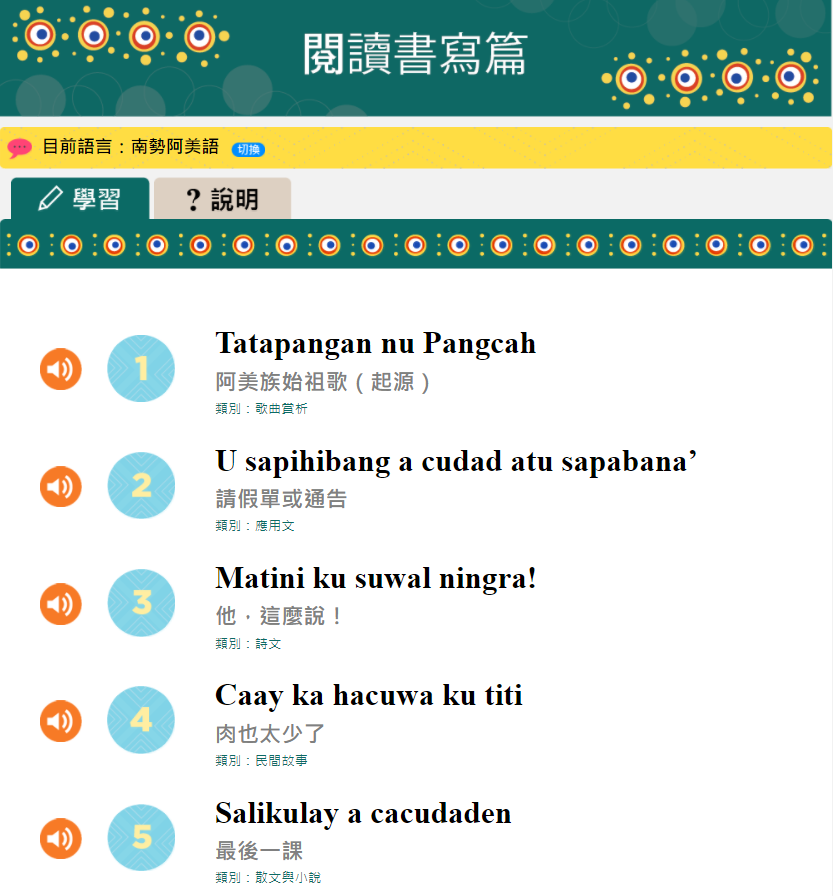 閱讀書寫篇
目前語言：南勢阿美語 切換
學習 ? 說明
Tatapangan nu Pangcah
1
阿美族始祖歌（起源）
類別：歌曲賞析
U sapihibang a cudad atu sapabana’
2
請假單或通告
類別：應用文
Matini ku suwal ningra!
3
他，這麼說！
類別：詩文
Caay ka hacuwa ku titi
4
肉也太少了
類別：民間故事
Salikulay a cacudaden
5
最後一課
類別：散文與小說